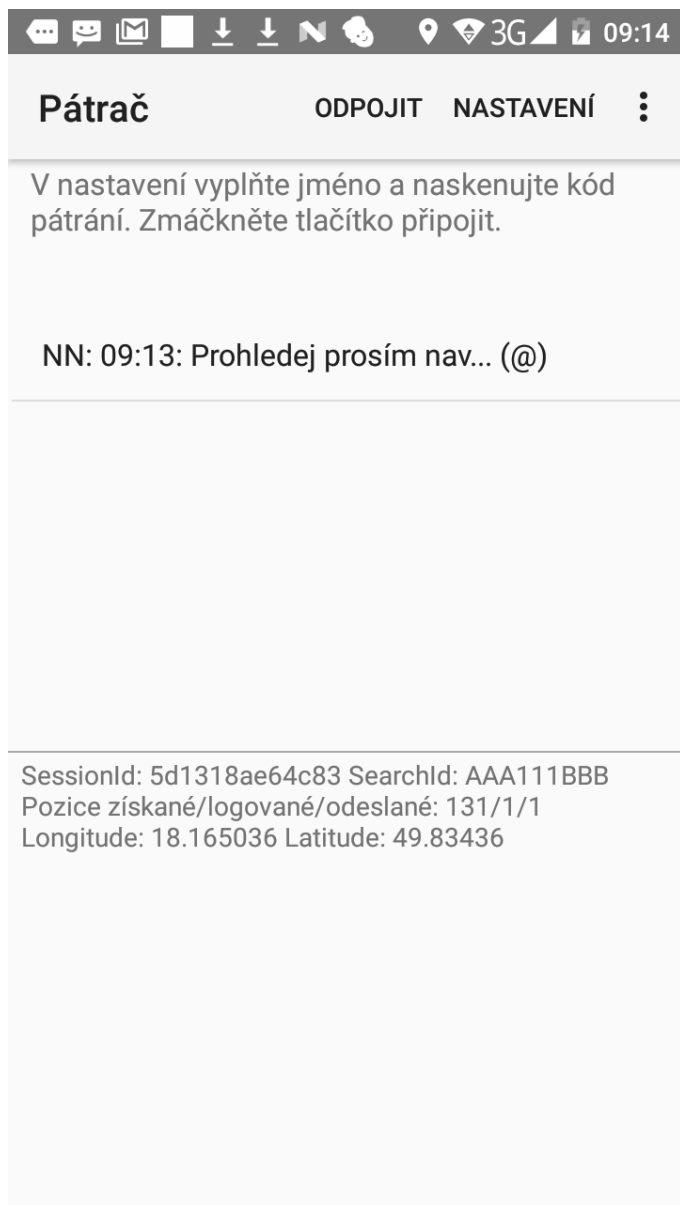 3G 09:14
Pátrač ODPOJIT NASTAVENÍ
V nastavení vyplňte jméno a naskenujte kód
pátrání. Zmáčkněte tlačítko připojit.
NN: 09:13: Prohledej prosím nav... (@)
SessionId: 5d1318ae64c83 SearchId: AAA111BBB
Pozice získané/logované/odeslané: 131/1/1
Longitude: 18.165036 Latitude: 49.83436